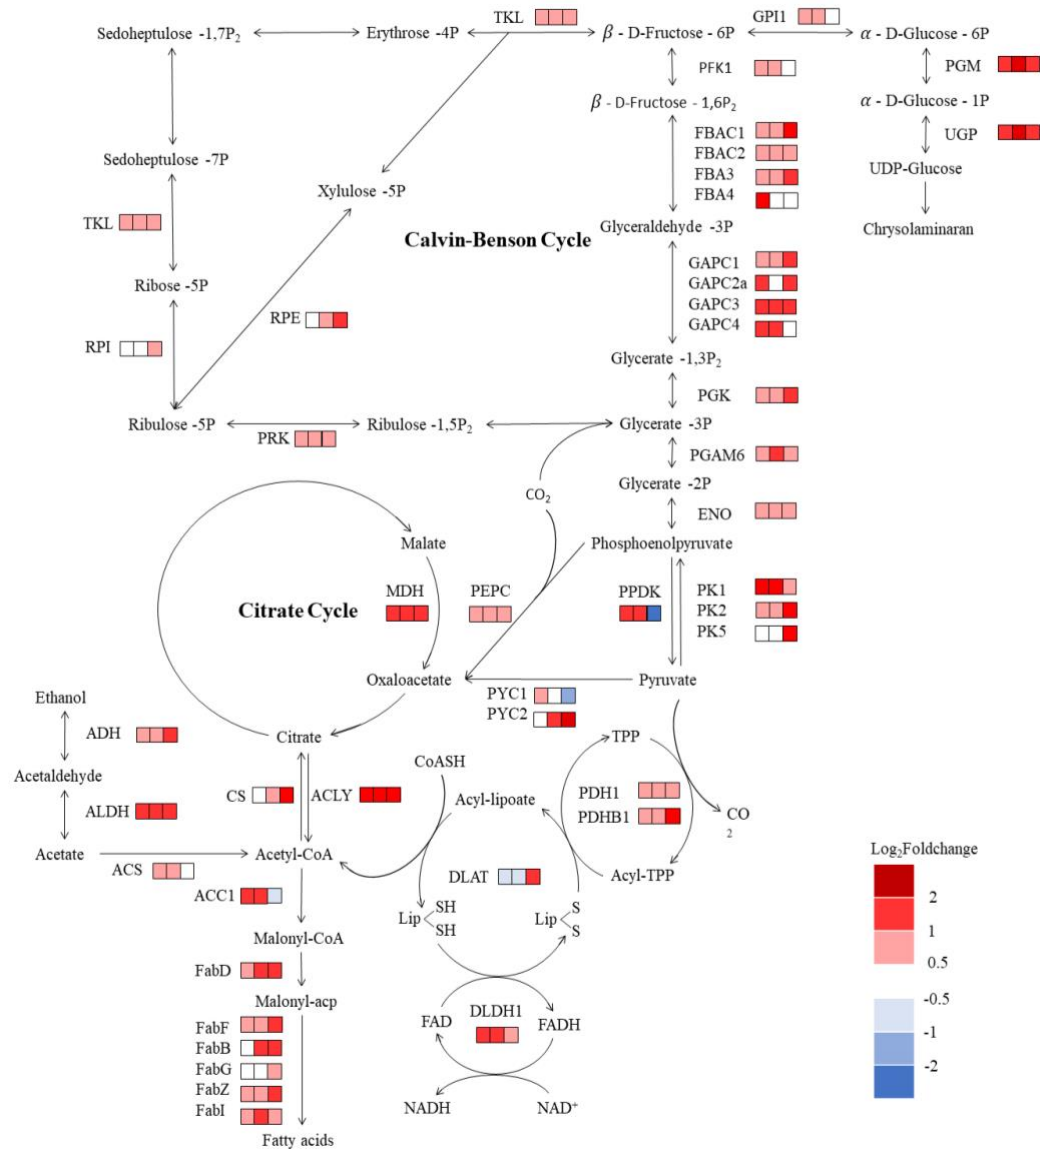 TKL
GPI1
Sedoheptulose -1,7P₂
Erythrose -4P
β - D-Fructose - 6P
α - D-Glucose - 6P
PFK1
PGM
β - D-Fructose - 1,6P₂
α - D-Glucose - 1P
FBAC1
UGP
FBAC2
Sedoheptulose -7P
FBA3
UDP-Glucose
Xylulose -5P
FBA4
TKL
Calvin-Benson Cycle
Glyceraldehyde -3P
Chrysolaminaran
GAPC1
Ribose -5P
GAPC2a
GAPC3
RPE
GAPC4
RPI
Glycerate -1,3P₂
PGK
Ribulose -5P
Ribulose -1,5P₂
Glycerate -3P
PRK
PGAM6
Glycerate -2P
CO₂
ENO
Malate
Phosphoenolpyruvate
MDH
PEPC
PPDK
PK1
Citrate Cycle
PK2
PK5
Oxaloacetate
Pyruvate
Ethanol
PYC1
PYC2
ADH
Citrate
TPP
CoASH
Acetaldehyde
CS
ACLY
Acyl-lipoate
PDH1
ALDH
PDHB1
CO
2
Acetate
Acetyl-CoA
Log₂Foldchange
ACS
DLAT
Acyl-TPP
ACC1
2
SH
S
Lip
Lip
SH
S
1
Malonyl-CoA
0.5
FabD
Malonyl-acp
-0.5
DLDH1
FabF
FAD
FADH
-1
FabB
FabG
-2
FabZ
FabI
NADH
NAD⁺
Fatty acids